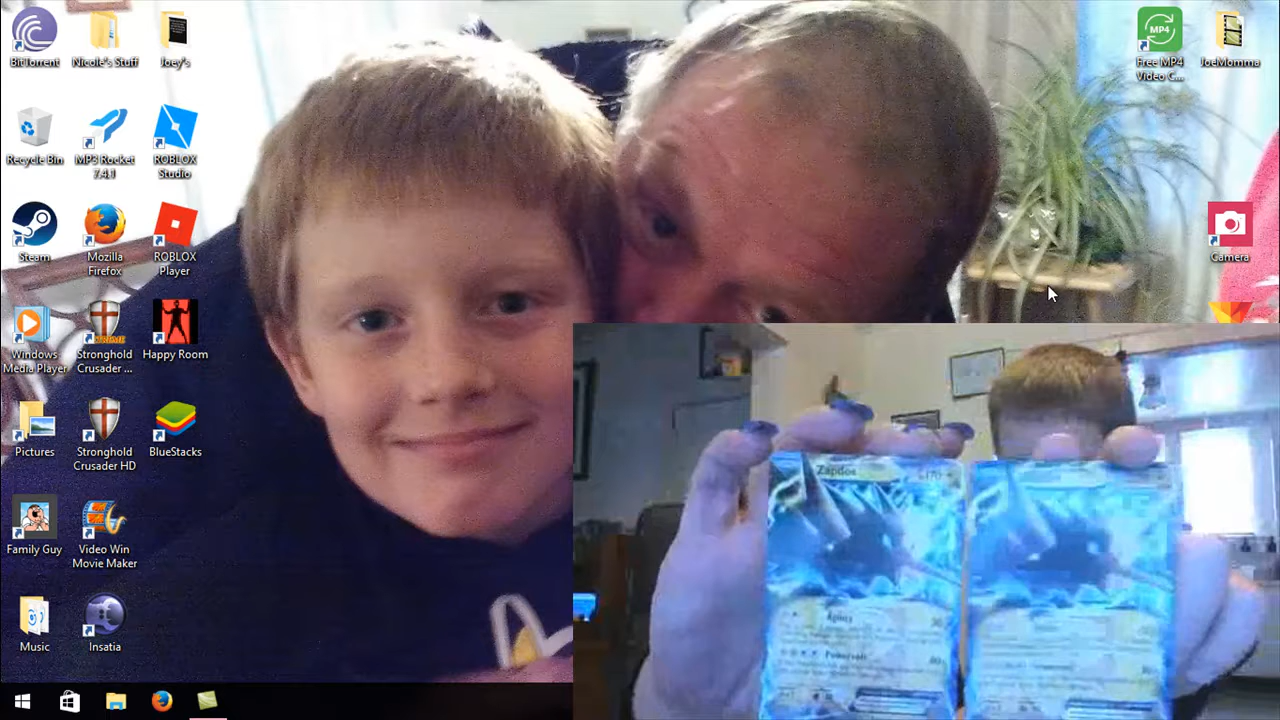 BitTorrent
Nicole's Stuff
Joey's
MP4
Free MP4
Video C...
JoeMomma
Recycle Bin
MP3 Rocket
7.4.1
ROBLOX
Studio
Steam
Mozilla
Firefox
ROBLOX
Player
Camera
Windows
Media Player
Stronghold
Crusader ...
Happy Room
Pictures
Stronghold
Crusader HD
BlueStacks
Family Guy
Video Win
Movie Maker
Music
Insatia
Zapdos
Agility